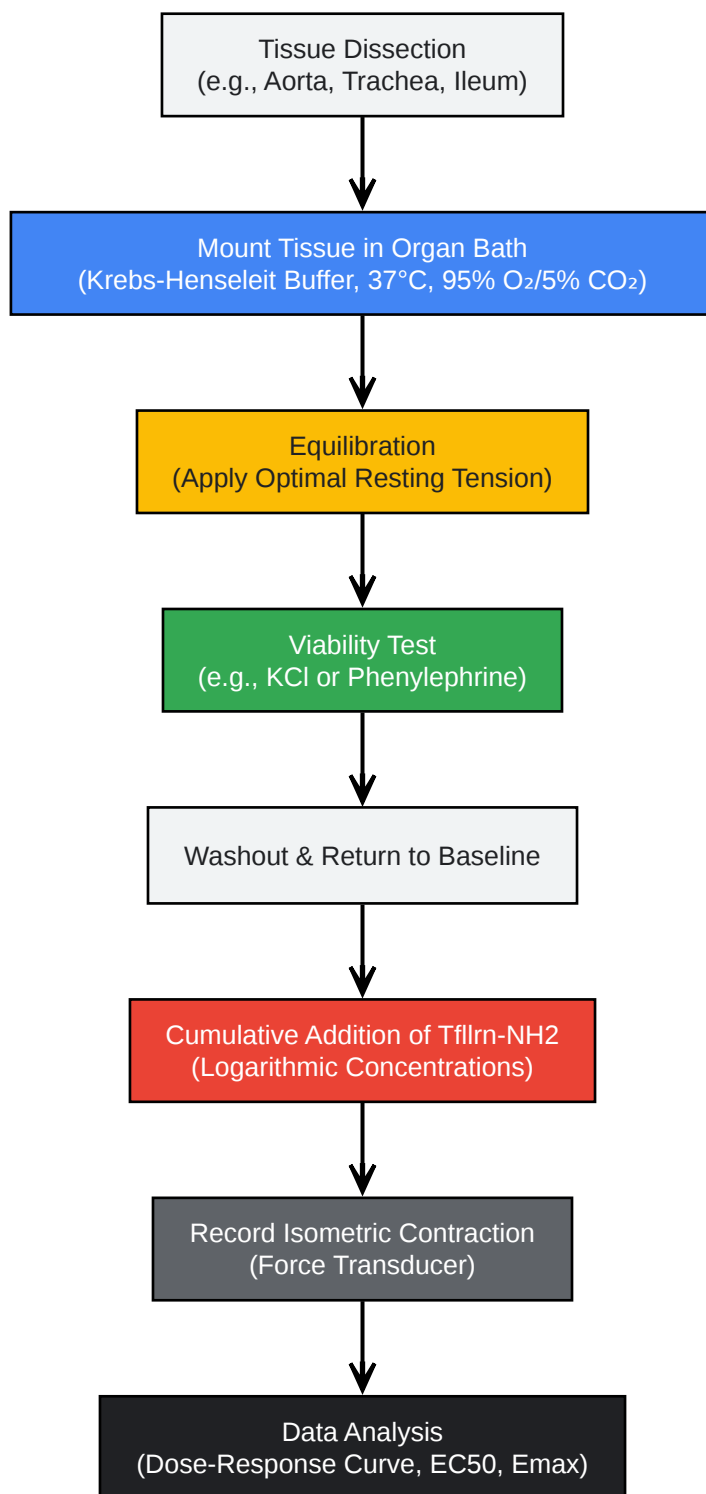 Tissue Dissection
(e.g., Aorta, Trachea, Ileum)
Mount Tissue in Organ Bath
(Krebs-Henseleit Buffer, 37°C, 95% O₂/5% CO₂)
Equilibration
(Apply Optimal Resting Tension)
Viability Test
(e.g., KCl or Phenylephrine)
Washout & Return to Baseline
Cumulative Addition of Tfllrn-NH2
(Logarithmic Concentrations)
Record Isometric Contraction
(Force Transducer)
Data Analysis
(Dose-Response Curve, EC50, Emax)